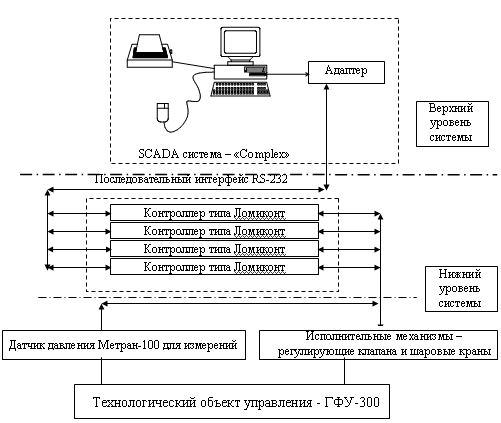 Адаптер
Верхний
уровень
системы
SCADA система – «Complex»
Последовательный интерфейс RS-232
Контроллер типа Ломиконт
Контроллер типа Ломиконт
Контроллер типа Ломиконт
Контроллер типа Ломиконт
Нижний
уровень
системы
Датчик давления Метран-100 для измерений
Исполнительные механизмы –
регулирующие клапана и шаровые краны
Технологический объект управления - ГФУ-300